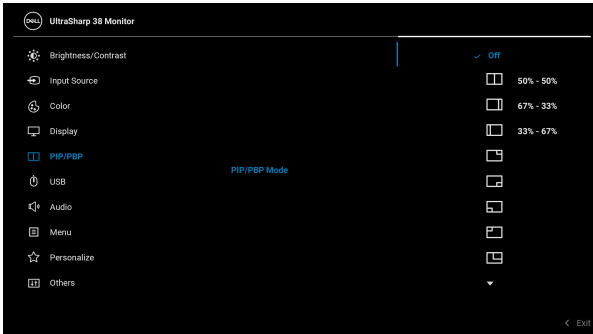 DELL
UltraSharp 38 Monitor
Brightness/Contrast
Off
Input Source
50% - 50%
Color
67% - 33%
Display
33% - 67%
PIP/PBP
PIP/PBP Mode
USB
Audio
Menu
Personalize
Others
Exit